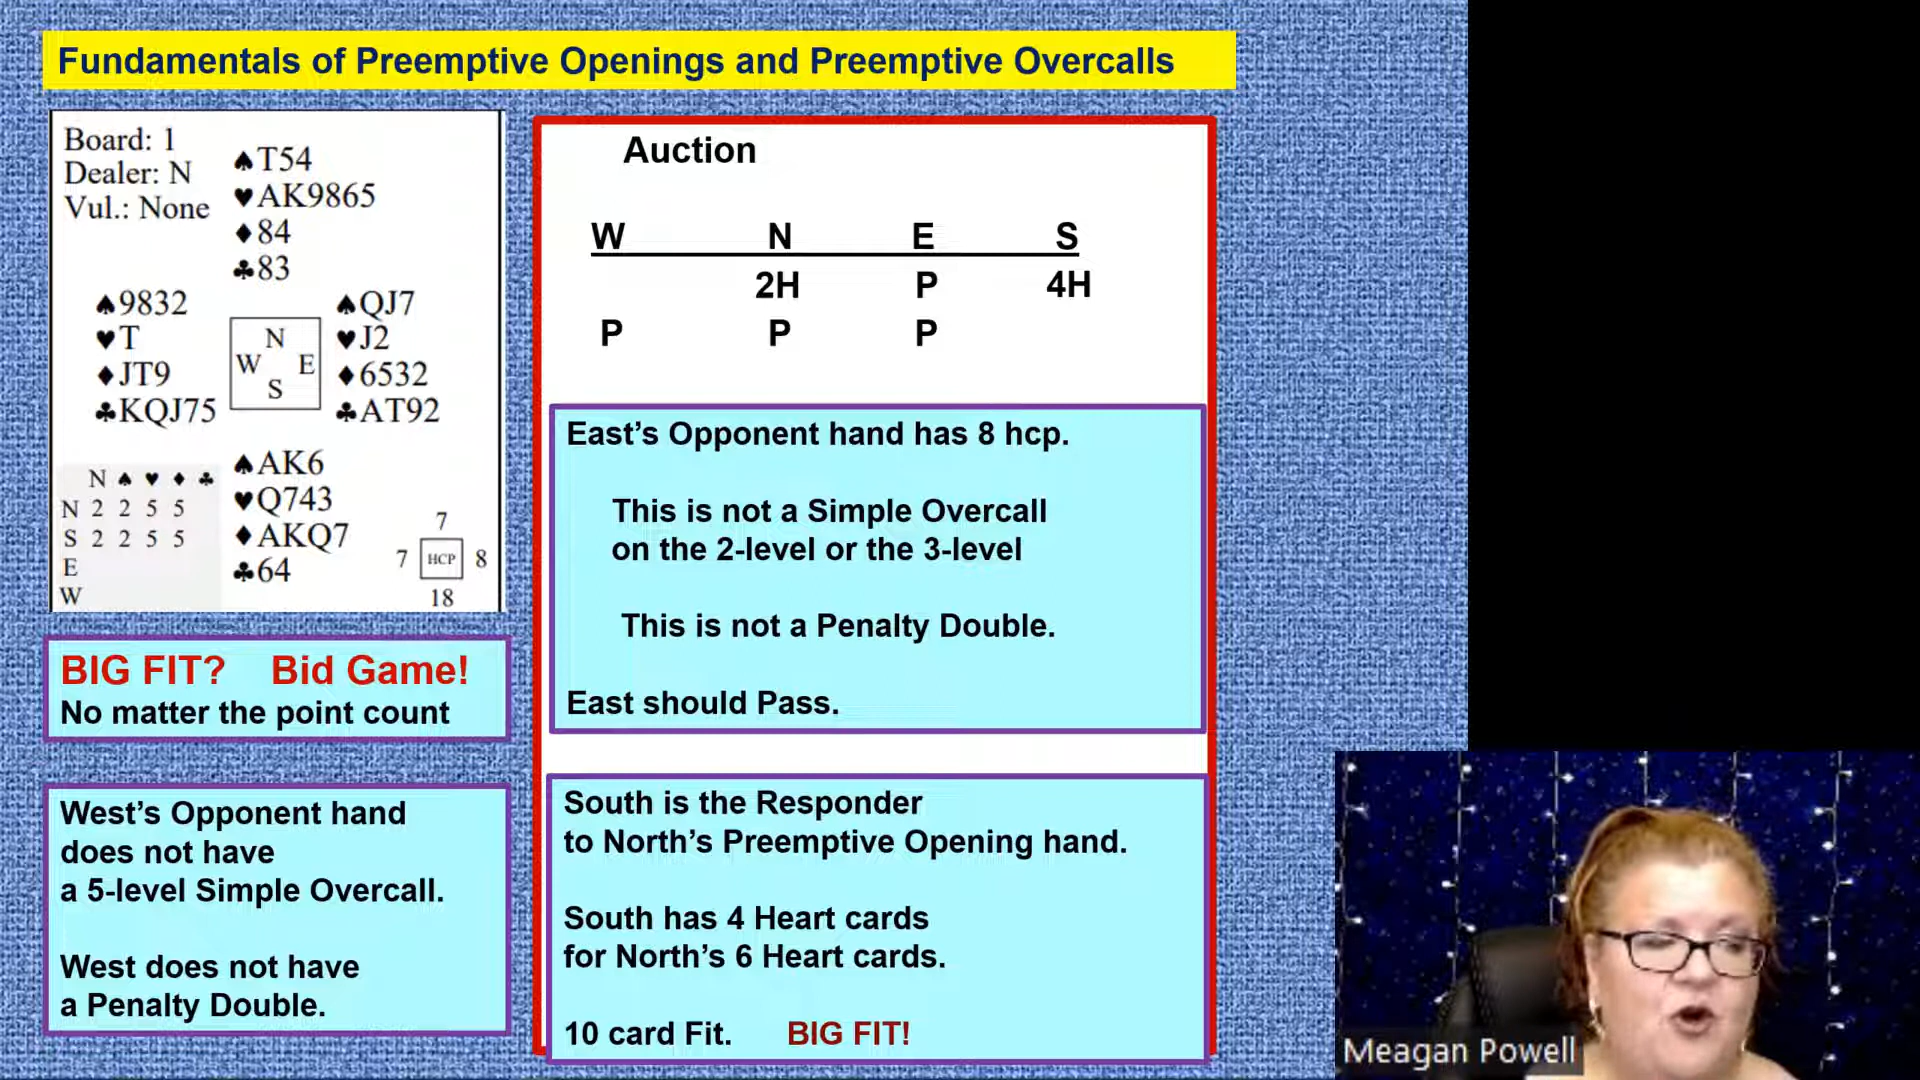 Fundamentals of Preemptive Openings and Preemptive Overcalls
Board: 1
Dealer: N
Vul.: None
♠T54
♥AK9865
♦84
♣83
♠9832
♥T
♦JT9
♣KQJ75
N
W E
S
♠QJ7
♥J2
♦6532
♣AT92
♠AK6
♥Q743
♦AKQ7
♣64
N ♠ ♥ ♦ ♣
N 2 2 5 5
S 2 2 5 5
E
W
7
7 HCP 8
18
BIG FIT? Bid Game!
No matter the point count
West’s Opponent hand
does not have
a 5-level Simple Overcall.
West does not have
a Penalty Double.
Auction
W N E S
2H P 4H
P P P
East’s Opponent hand has 8 hcp.
This is not a Simple Overcall
on the 2-level or the 3-level
This is not a Penalty Double.
East should Pass.
South is the Responder
to North’s Preemptive Opening hand.
South has 4 Heart cards
for North’s 6 Heart cards.
10 card Fit. BIG FIT!
Meagan Powell